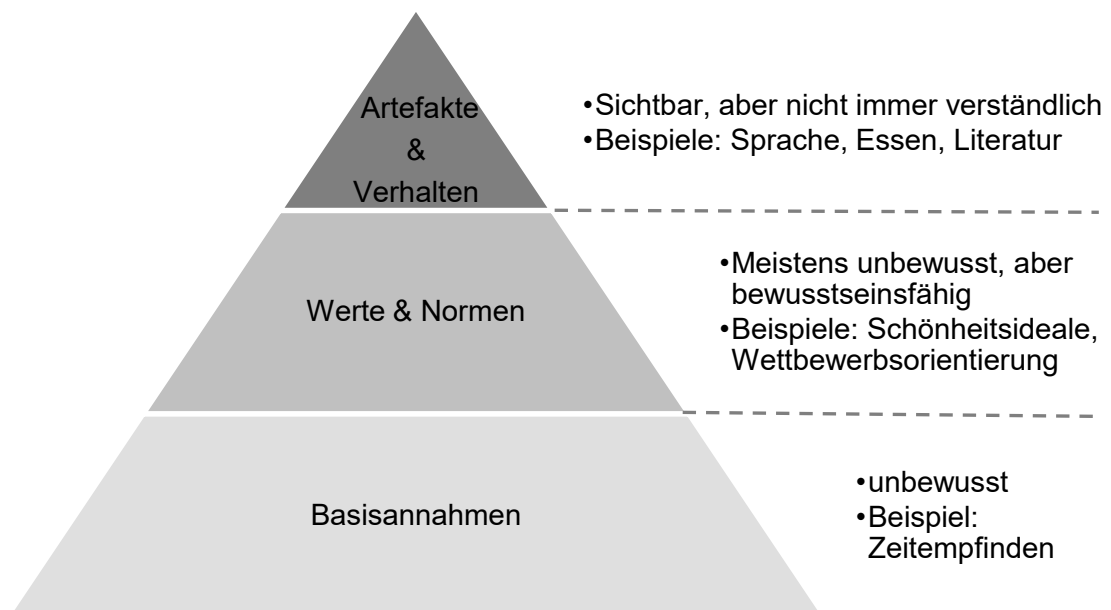 Artefakte
&
Verhalten
•Sichtbar, aber nicht immer verständlich
•Beispiele: Sprache, Essen, Literatur
Werte & Normen
•Meistens unbewusst, aber
bewusstseinsfähig
•Beispiele: Schönheitsideale,
Wettbewerbsorientierung
Basisannahmen
•unbewusst
•Beispiel:
Zeitempfinden